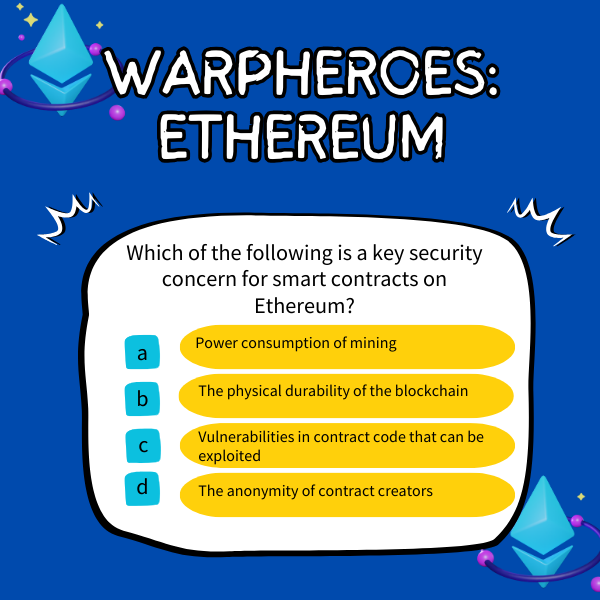 WARPHEROES:
ETHEREUM
Which of the following is a key security
concern for smart contracts on
Ethereum?
a
Power consumption of mining
b
The physical durability of the blockchain
c
Vulnerabilities in contract code that can be
exploited
d
The anonymity of contract creators